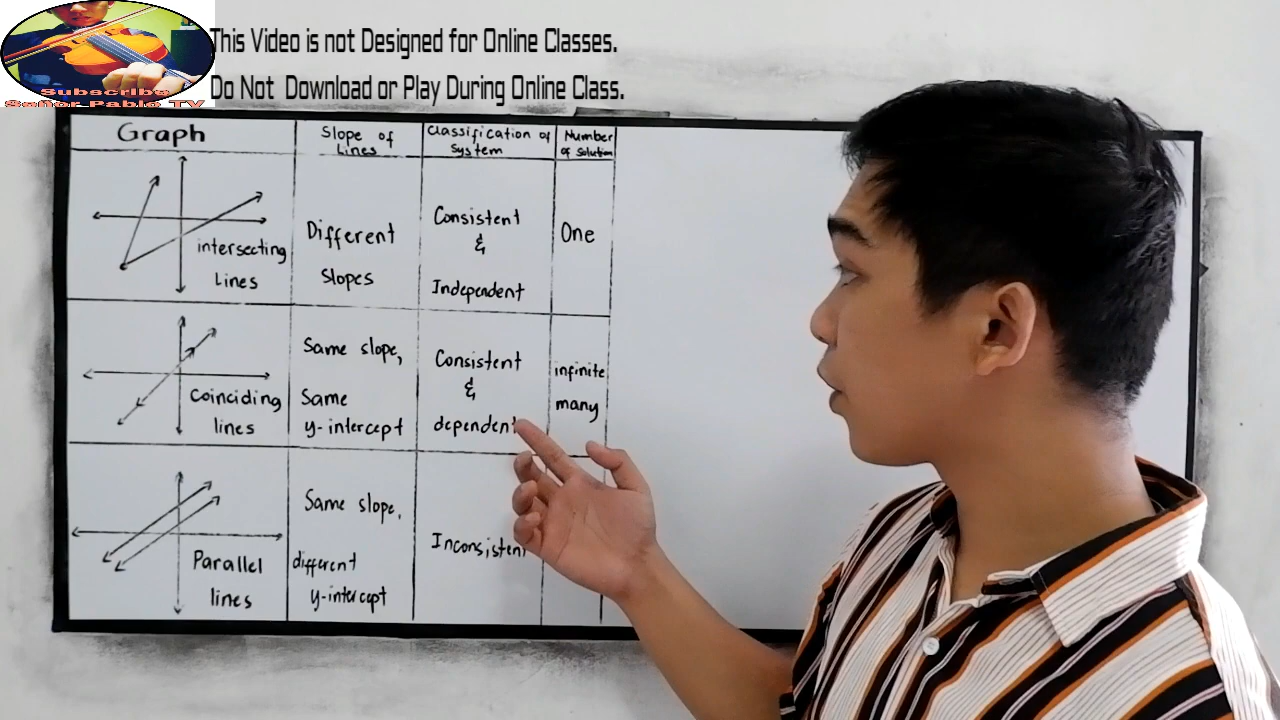 This Video is not Designed for Online Classes.
Do Not Download or Play During Online Class.
Subscribe
Señor Pablo TV
Graph
Slope of
Lines
Classification of
System
Number
of solution
intersecting
Lines
Different
Slopes
Consistent
&
Independent
One
Coinciding
lines
Same slope,
Same
y-intercept
Consistent
&
dependent
infinite
many
Parallel
lines
Same slope,
different
y-intercept
Inconsistent